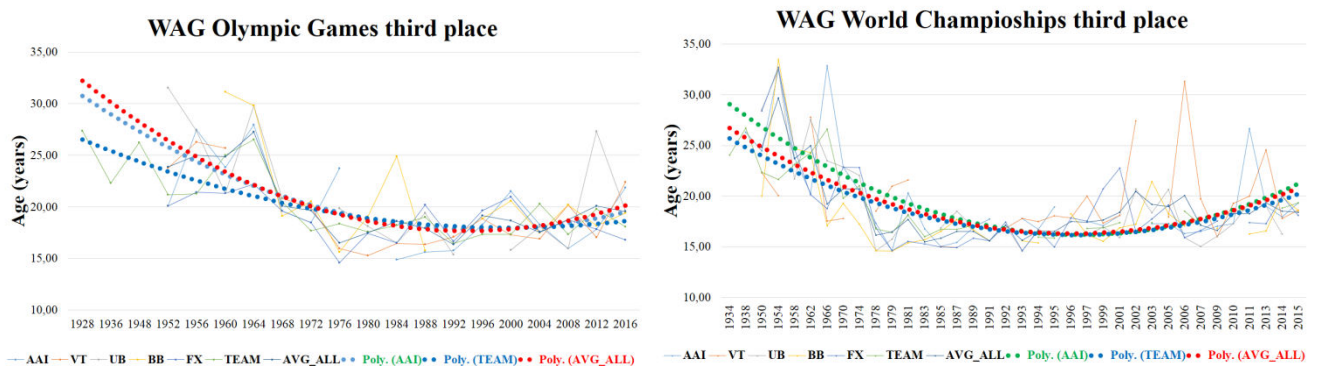 WAG Olympic Games third place
35,00
30,00
25,00
20,00
15,00
10,00
Age (years)
1928 1936 1948 1952 1956 1960 1964 1968 1972 1976 1980 1984 1988 1992 1996 2000 2004 2008 2012 2016
AAI VT UB BB FX TEAM AVG_ALL Poly. (AAI) Poly. (TEAM) Poly. (AVG_ALL)
WAG World Champioships third place
35,00
30,00
25,00
20,00
15,00
10,00
Age (years)
1934 1938 1950 1954 1958 1962 1966 1970 1974 1978 1979 1980 1981 1983 1985 1987 1989 1991 1992 1993 1994 1995 1996 1997 1999 2001 2002 2003 2005 2006 2007 2009 2010 2011 2013 2014 2015
AAI VT UB BB FX TEAM AVG_ALL Poly. (AAI) Poly. (TEAM) Poly. (AVG_ALL)